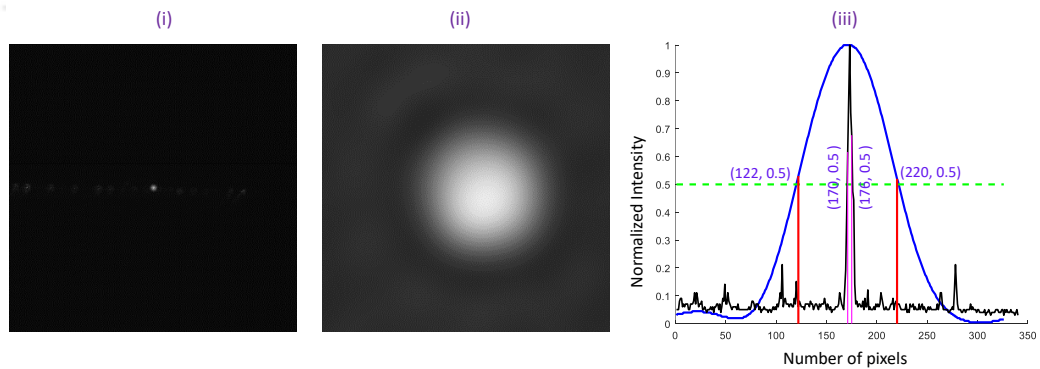 (i)
(ii)
(iii)
1
0.9
0.8
0.7
0.6
0.5
0.4
0.3
0.2
0.1
0
Normalized Intensity
(122, 0.5)
(170, 0.5)
(176, 0.5)
(220, 0.5)
0 50 100 150 200 250 300 350
Number of pixels